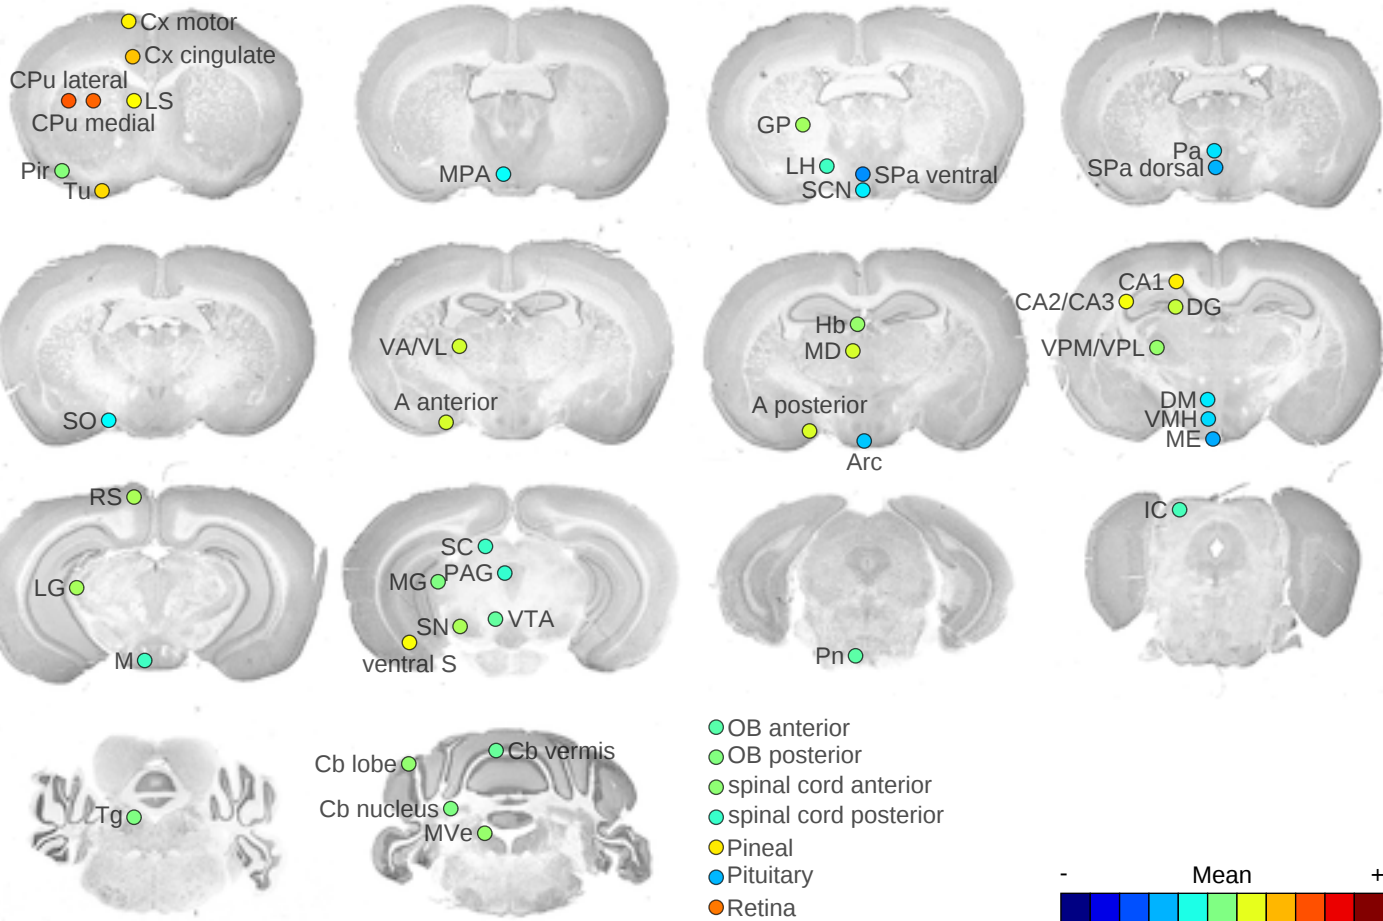 Cx motor
Cx cingulate
CPu lateral
LS
CPu medial
Pir
Tu
MPA
GP
LH
SPa ventral
SCN
Pa
SPa dorsal
SO
VA/VL
A anterior
Hb
MD
A posterior
Arc
CA1
CA2/CA3
DG
VPM/VPL
DM
VMH
ME
RS
LG
M
SC
PAG
MG
VTA
SN
ventral S
Pn
IC
Tg
Cb vermis
Cb lobe
Cb nucleus
MVe
OB anterior
OB posterior
spinal cord anterior
spinal cord posterior
Pineal
Pituitary
Retina
- Mean +